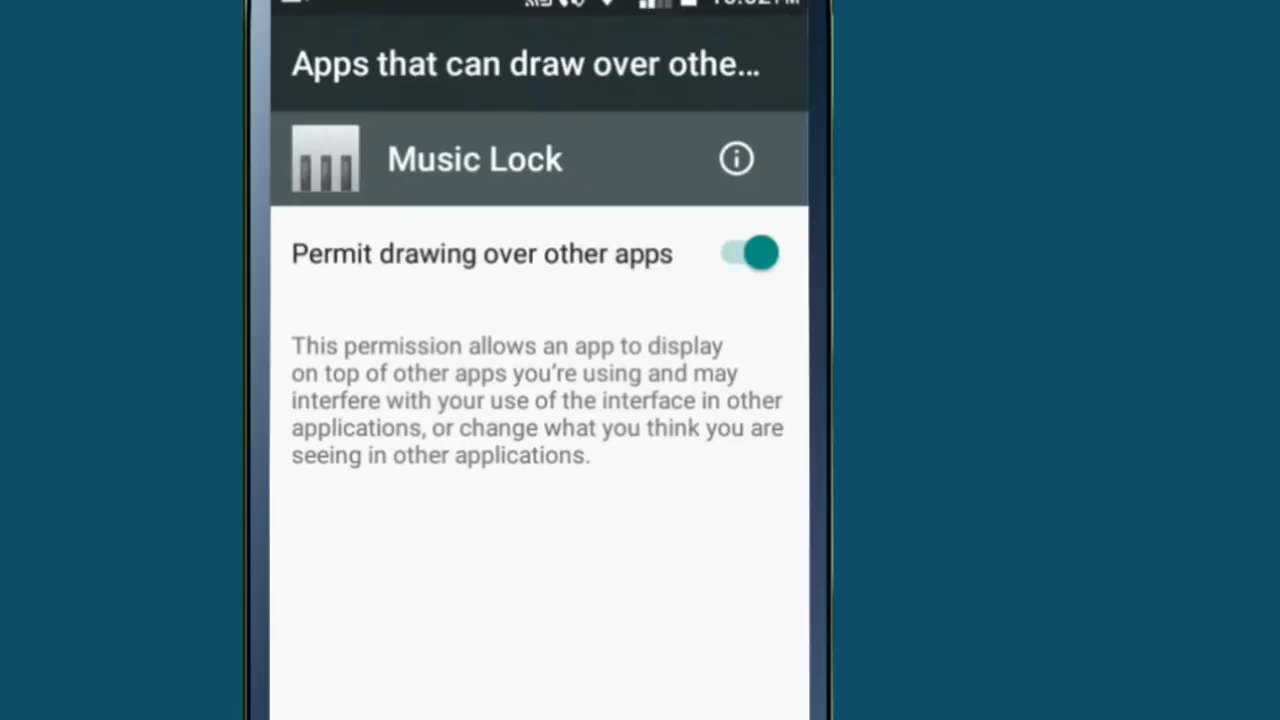 Apps that can draw over othe...
Music Lock
Permit drawing over other apps
This permission allows an app to display
on top of other apps you're using and may
interfere with your use of the interface in other
applications, or change what you think you are
seeing in other applications.